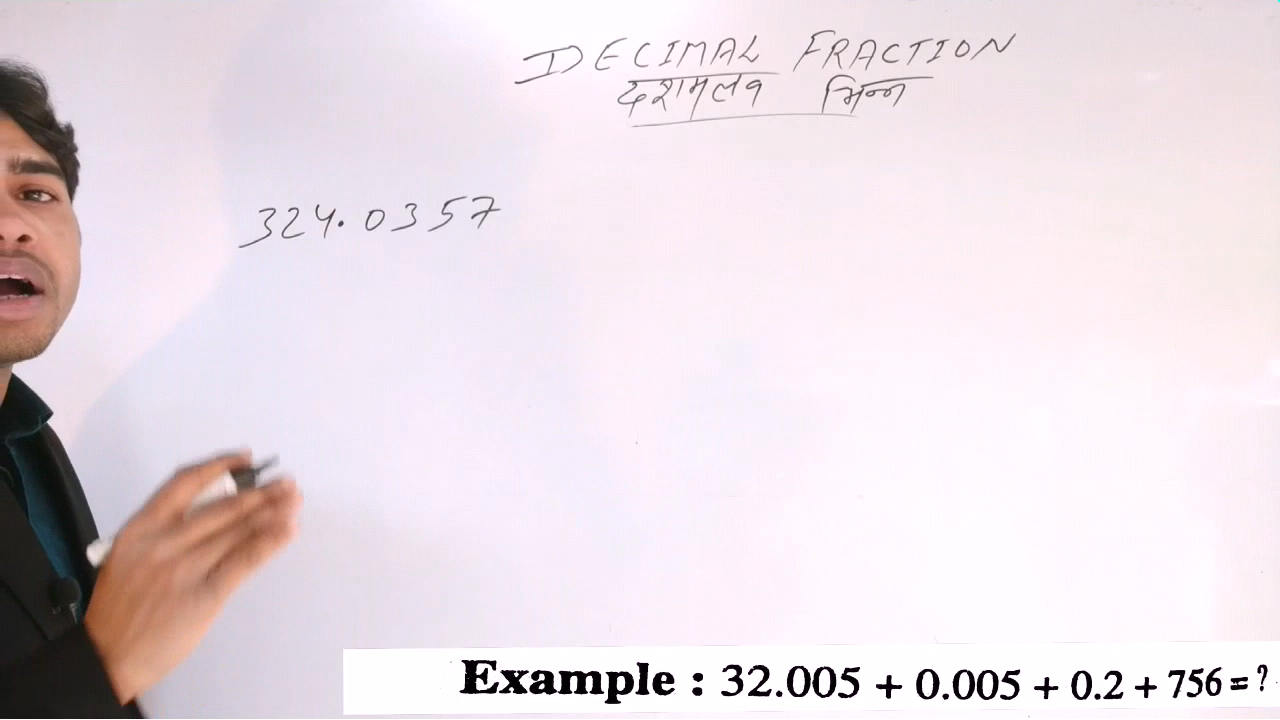 DECIMAL FRACTION
दशमलव भिन्न
324.0357
Example : 32.005 + 0.005 + 0.2 + 756 = ?